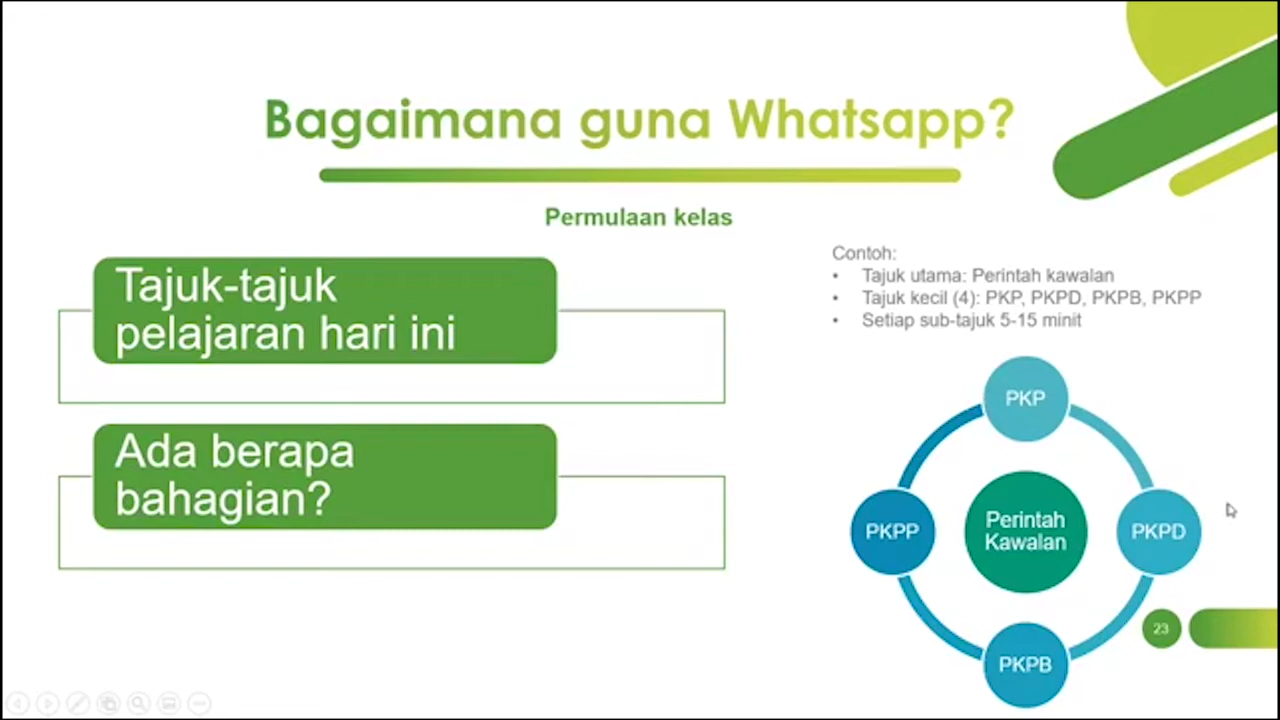 Bagaimana guna Whatsapp?
Permulaan kelas
Tajuk-tajuk
pelajaran hari ini
Ada berapa
bahagian?
Contoh:
• Tajuk utama: Perintah kawalan
• Tajuk kecil (4): PKP, PKPD, PKPB, PKPP
• Setiap sub-tajuk 5-15 minit
PKP
PKPP
Perintah
Kawalan
PKPD
PKPB
23